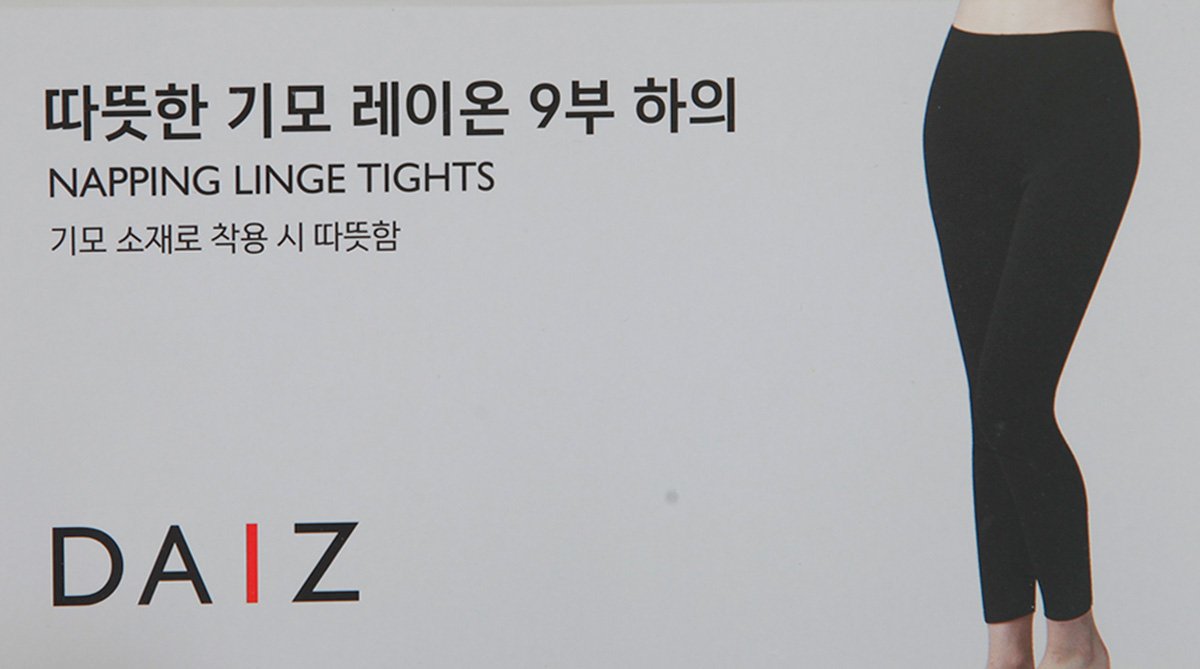 따뜻한 기모 레이온 9부 하의
NAPPING LINGE TIGHTS
기모 소재로 착용 시 따뜻함
DAIZ